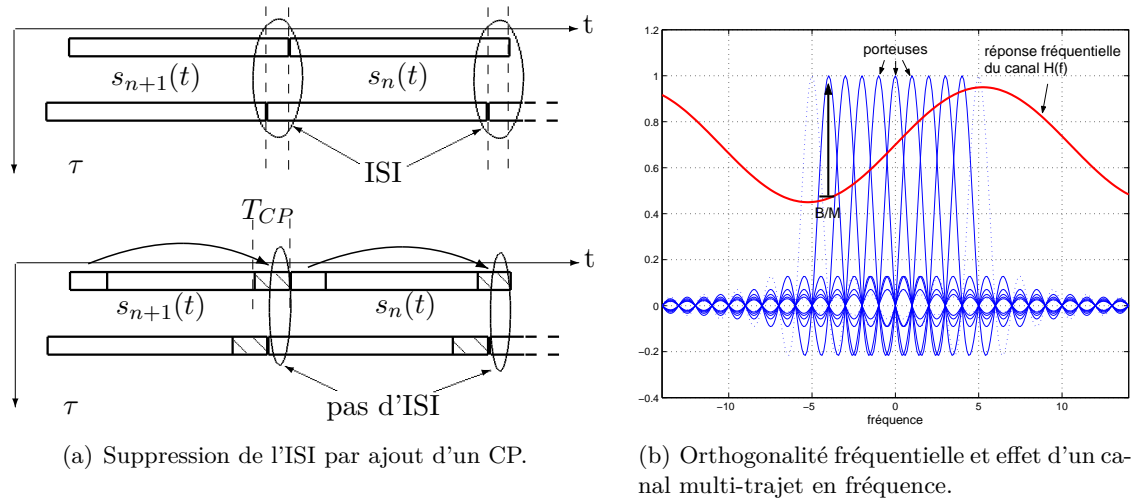 t
s_{n+1}(t)
s_n(t)
ISI
τ
T_{CP}
t
s_{n+1}(t)
s_n(t)
pas d'ISI
τ
(a) Suppression de l'ISI par ajout d'un CP.
1.2
1
0.8
0.6
0.4
0.2
0
−0.2
−0.4
porteuses
réponse fréquentielle
du canal H(f)
B/M
−10
−5
0
5
10
fréquence
(b) Orthogonalité fréquentielle et effet d'un ca-
nal multi-trajet en fréquence.